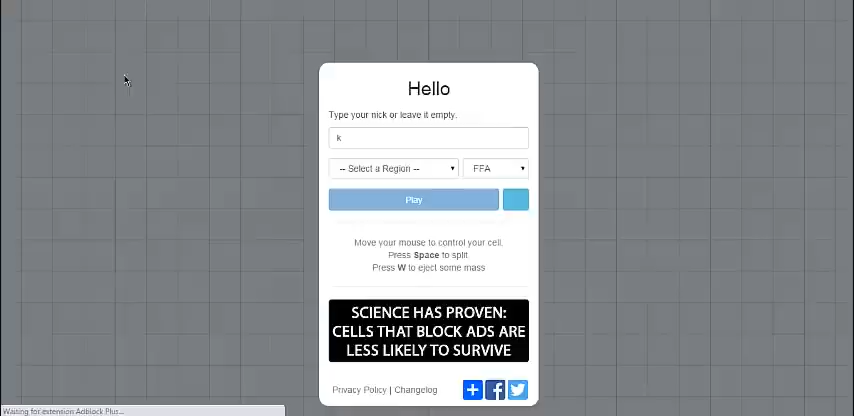 Hello
Type your nick or leave it empty.
k
-- Select a Region --
FFA
Play
Move your mouse to control your cell.
Press Space to split
Press W to eject some mass
SCIENCE HAS PROVEN:
CELLS THAT BLOCK ADS ARE
LESS LIKELY TO SURVIVE
Privacy Policy | Changelog
Waiting for extension Adblock Plus...